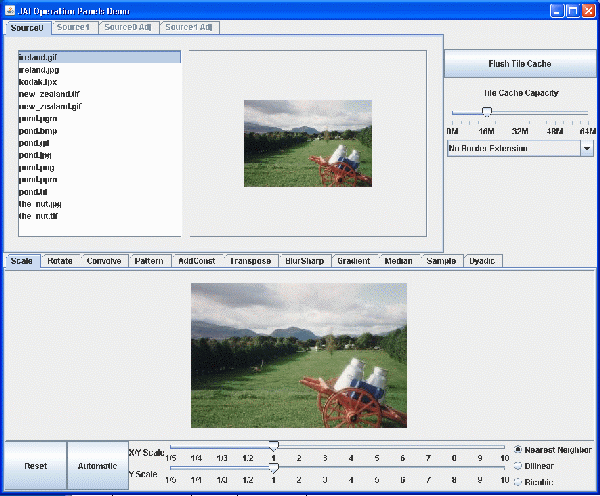 JAI Operation Panels Demo
Source0 Source1 Source0 Adj Source1 Adj
ireland.gif
ireland.jpg
kodak.fpx
new_zealand.tif
new_zealand.gif
pond.pgm
pond.bmp
pond.gif
pond.jpg
pond.png
pond.ppm
pond.tif
the_nut.jpg
the_nut.tif
Flush Tile Cache
Tile Cache Capacity
0M 16M 32M 48M 64M
No Border Extension
Scale Rotate Convolve Pattern AddConst Transpose BlurSharp Gradient Median Sample Dyadic
Reset
Automatic
X/Y Scale
1/5 1/4 1/3 1/2 1 2 3 4 5 6 7 8 9 10
Y Scale
1/5 1/4 1/3 1/2 1 2 3 4 5 6 7 8 9 10
Nearest Neighbor
Bilinear
Bicubic